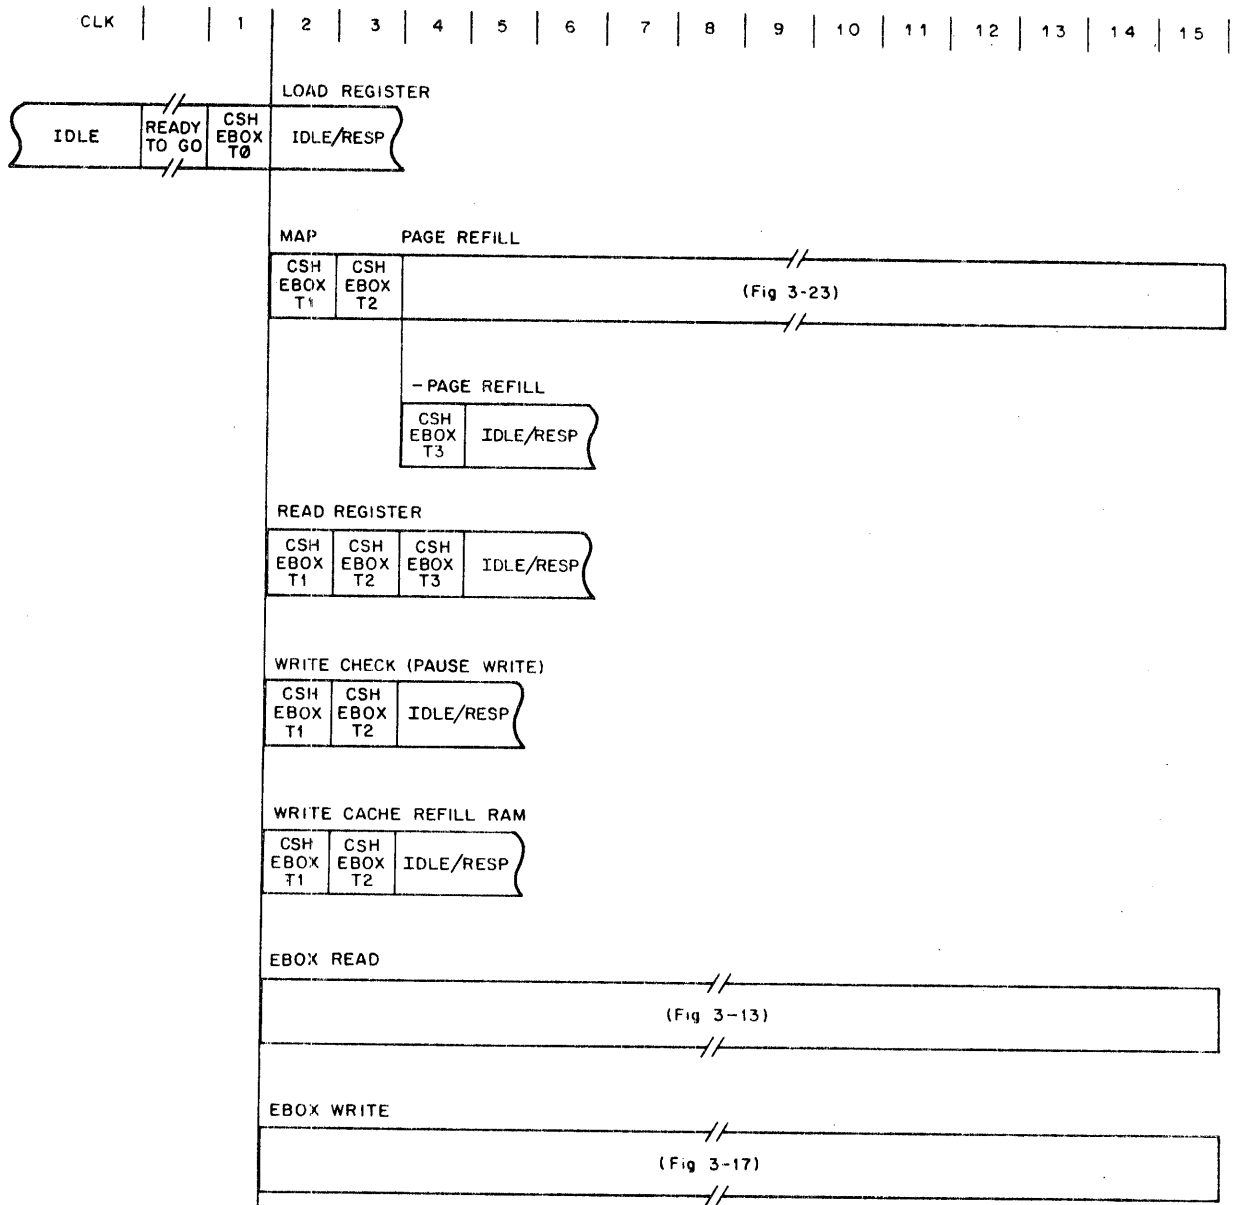 CLK 1 2 3 4 5 6 7 8 9 10 11 12 13 14 15
LOAD REGISTER
IDLE
READY
TO GO
CSH
EBOX
T0
IDLE/RESP
MAP
PAGE REFILL
CSH
EBOX
T1
CSH
EBOX
T2
(Fig 3-23)
-PAGE REFILL
CSH
EBOX
T3
IDLE/RESP
READ REGISTER
CSH
EBOX
T1
CSH
EBOX
T2
CSH
EBOX
T3
IDLE/RESP
WRITE CHECK (PAUSE WRITE)
CSH
EBOX
T1
CSH
EBOX
T2
IDLE/RESP
WRITE CACHE REFILL RAM
CSH
EBOX
T1
CSH
EBOX
T2
IDLE/RESP
EBOX READ
(Fig 3-13)
EBOX WRITE
(Fig 3-17)